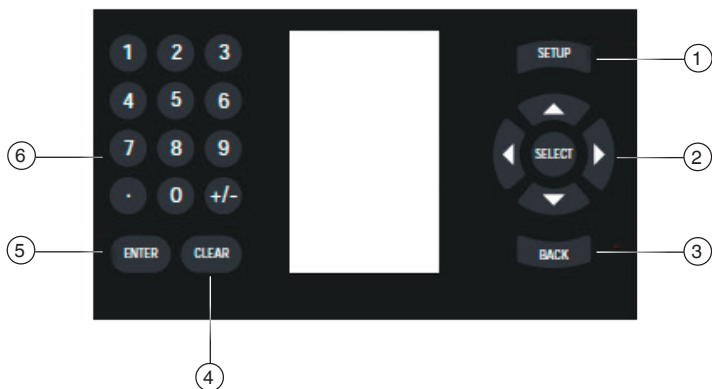 1 2 3
SETUP
1
4 5 6
7 8 9
SELECT
6
2
. 0 +/-
5
ENTER CLEAR
BACK
3
4